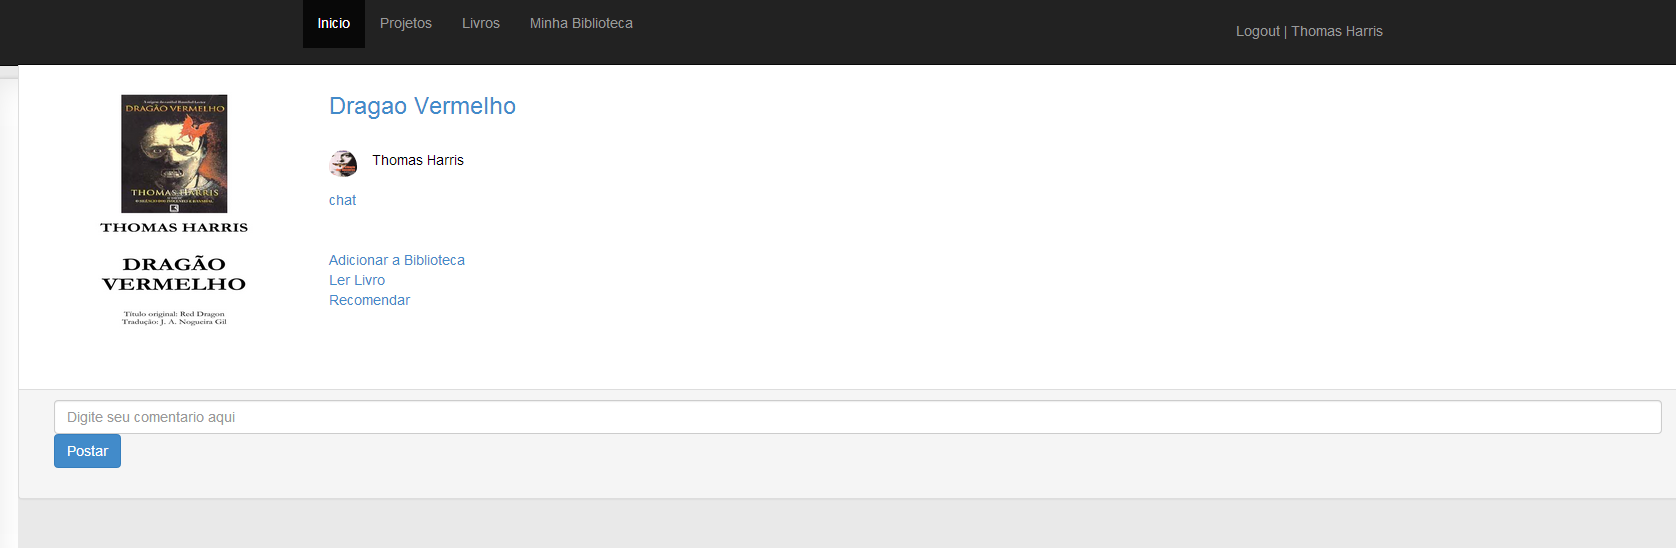 Inicio Projetos Livros Minha Biblioteca
Logout | Thomas Harris
DRAGÃO VERMELHO
THOMAS HARRIS
THOMAS HARRIS
DRAGÃO
VERMELHO
Título original: Red Dragon
Tradução: J. A. Nogueira Gil
Dragao Vermelho
Thomas Harris
chat
Adicionar a Biblioteca
Ler Livro
Recomendar
Digite seu comentario aqui
Postar